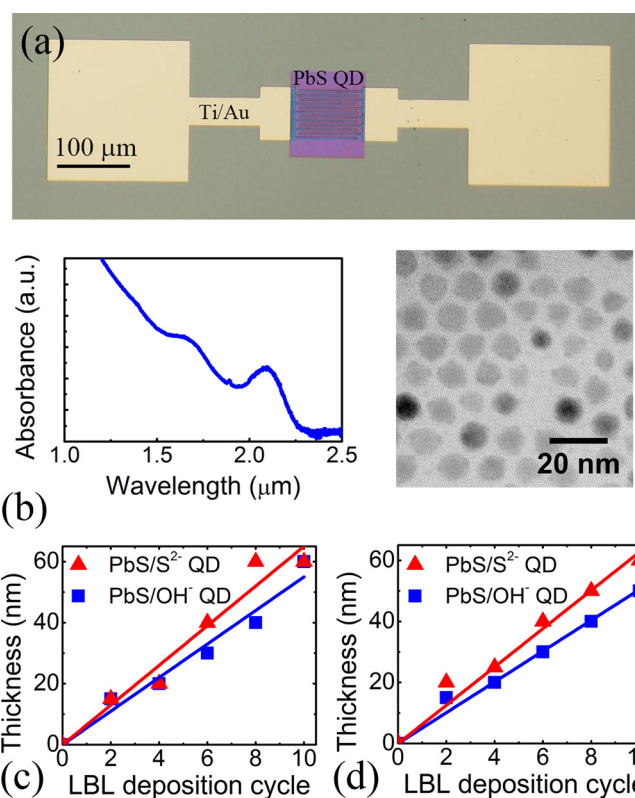 (a)
PbS QD
Ti/Au
100 μm
Absorbance (a.u.)
1.0 1.5 2.0 2.5
Wavelength (μm)
20 nm
(b)
Thickness (nm)
60
40
20
0
PbS/S²⁻ QD
PbS/OH⁻ QD
0 2 4 6 8 10
LBL deposition cycle
(c)
Thickness (nm)
60
40
20
0
PbS/S²⁻ QD
PbS/OH⁻ QD
0 2 4 6 8 10
LBL deposition cycle
(d)